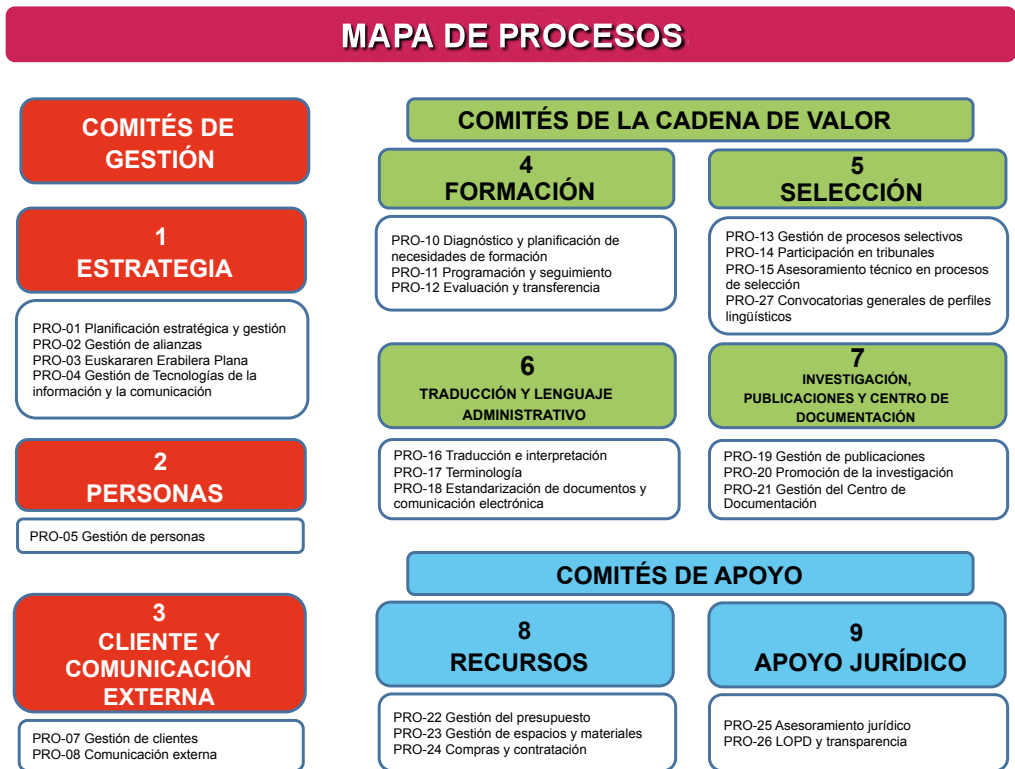 MAPA DE PROCESOS
COMITÉS DE
GESTIÓN
1
ESTRATEGIA
PRO-01 Planificación estratégica y gestión
PRO-02 Gestión de alianzas
PRO-03 Euskararen Erabilera Plana
PRO-04 Gestión de Tecnologías de la
información y la comunicación
2
PERSONAS
PRO-05 Gestión de personas
3
CLIENTE Y
COMUNICACIÓN
EXTERNA
PRO-07 Gestión de clientes
PRO-08 Comunicación externa
COMITÉS DE LA CADENA DE VALOR
4
FORMACIÓN
PRO-10 Diagnóstico y planificación de
necesidades de formación
PRO-11 Programación y seguimiento
PRO-12 Evaluación y transferencia
5
SELECCIÓN
PRO-13 Gestión de procesos selectivos
PRO-14 Participación en tribunales
PRO-15 Asesoramiento técnico en procesos
de selección
PRO-27 Convocatorias generales de perfiles
lingüísticos
6
TRADUCCIÓN Y LENGUAJE
ADMINISTRATIVO
PRO-16 Traducción e interpretación
PRO-17 Terminología
PRO-18 Estandarización de documentos y
comunicación electrónica
7
INVESTIGACIÓN,
PUBLICACIONES Y CENTRO DE
DOCUMENTACIÓN
PRO-19 Gestión de publicaciones
PRO-20 Promoción de la investigación
PRO-21 Gestión del Centro de
Documentación
COMITÉS DE APOYO
8
RECURSOS
PRO-22 Gestión del presupuesto
PRO-23 Gestión de espacios y materiales
PRO-24 Compras y contratación
9
APOYO JURÍDICO
PRO-25 Asesoramiento jurídico
PRO-26 LOPD y transparencia